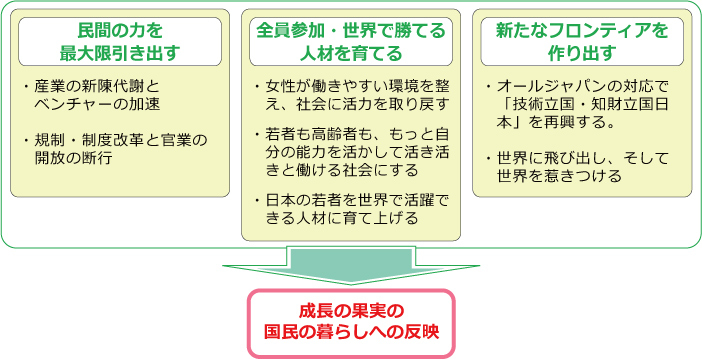 民間の力を
最大限引き出す
・産業の新陳代謝と
ベンチャーの加速
・規制・制度改革と官業の
開放の断行
全員参加・世界で勝てる
人材を育てる
・女性が働きやすい環境を整
え、社会に活力を取り戻す
・若者も高齢者も、もっと自
分の能力を活かして活き活
きと働ける社会にする
・日本の若者を世界で活躍で
きる人材に育て上げる
新たなフロンティアを
作り出す
・オールジャパンの対応で
「技術立国・知財立国日
本」を再興する。
・世界に飛び出し、そして
世界を惹きつける
成長の果実の
国民の暮らしへの反映